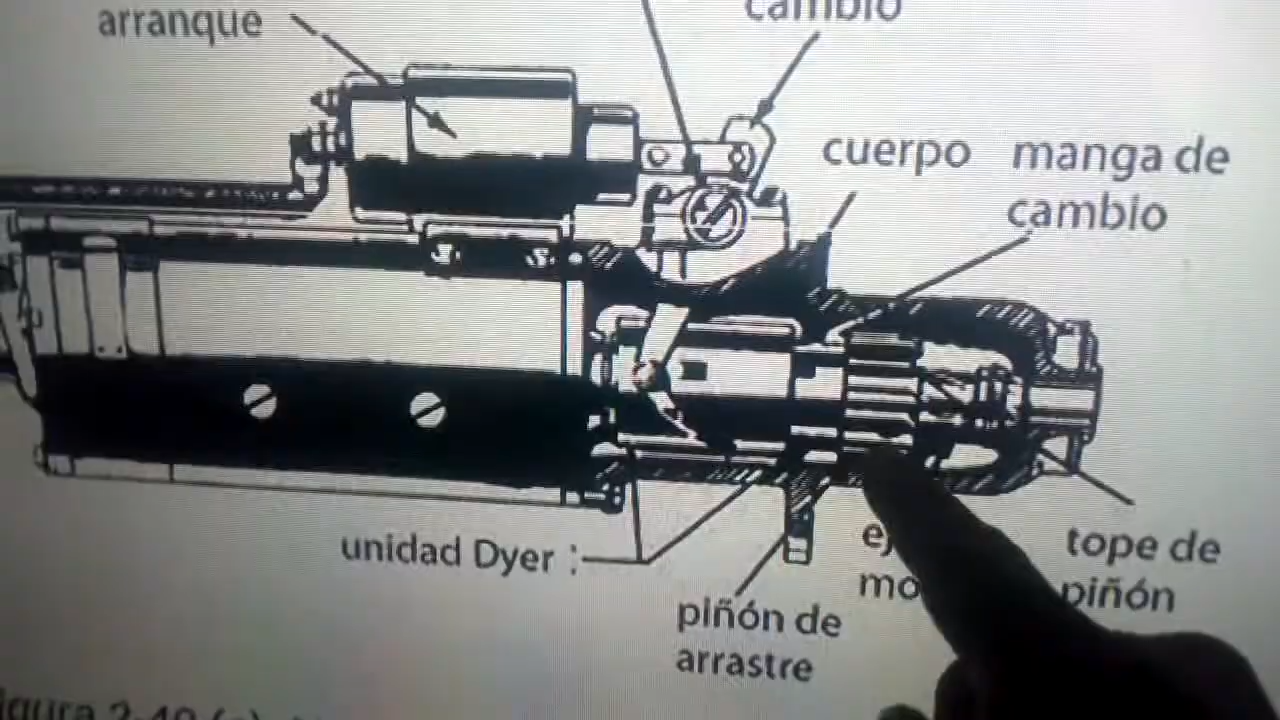 arranque
cambio
cuerpo
manga de
cambio
unidad Dyer :
piñón de
arrastre
tope de
piñón